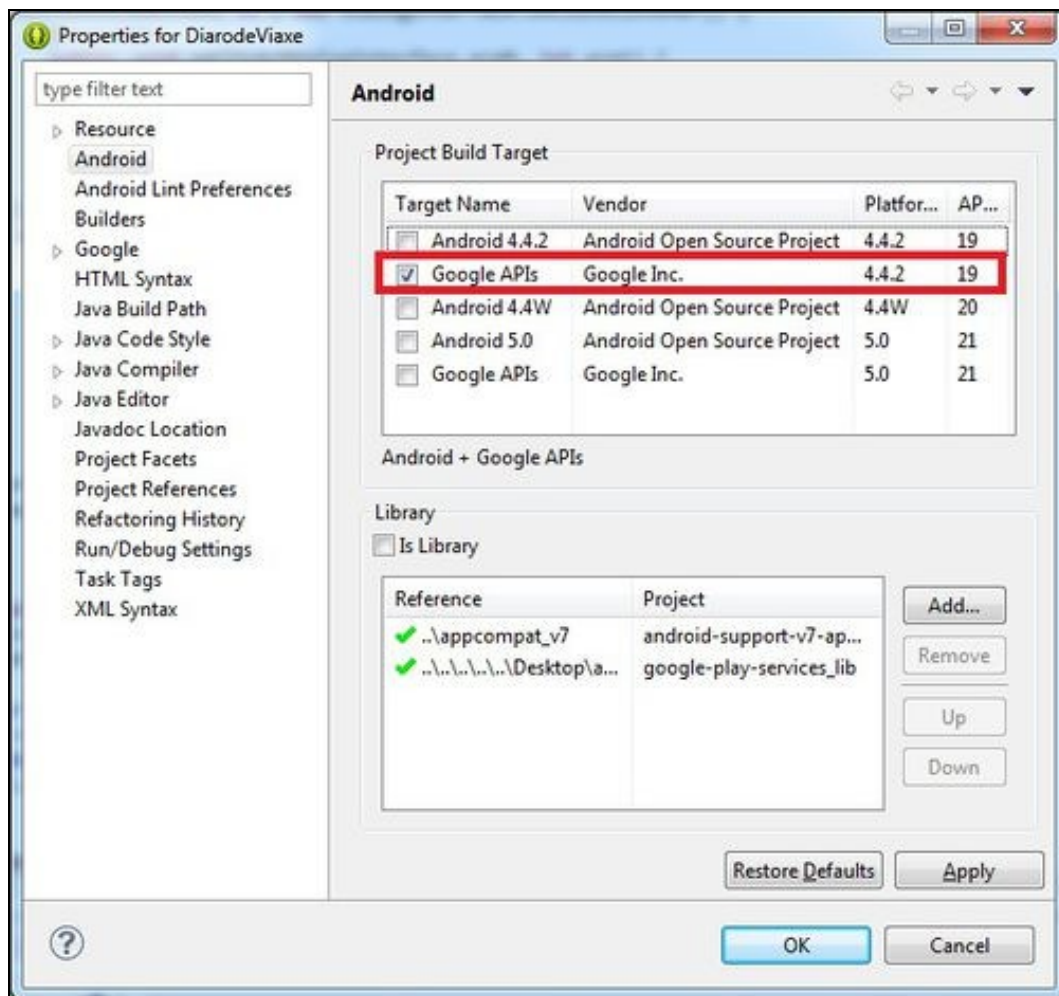 Properties for DiarodeViaxe
type filter text
Resource
Android
Android Lint Preferences
Builders
Google
HTML Syntax
Java Build Path
Java Code Style
Java Compiler
Java Editor
Javadoc Location
Project Facets
Project References
Refactoring History
Run/Debug Settings
Task Tags
XML Syntax
Android
Project Build Target
Target Name Vendor Platfor... AP...
Android 4.4.2 Android Open Source Project 4.4.2 19
Google APIs Google Inc. 4.4.2 19
Android 4.4W Android Open Source Project 4.4W 20
Android 5.0 Android Open Source Project 5.0 21
Google APIs Google Inc. 5.0 21
Android + Google APIs
Library
Is Library
Reference Project
..\appcompat_v7 android-support-v7-ap...
..\..\..\..\..\Desktop\a... google-play-services_lib
Add...
Remove
Up
Down
Restore Defaults Apply
? OK Cancel